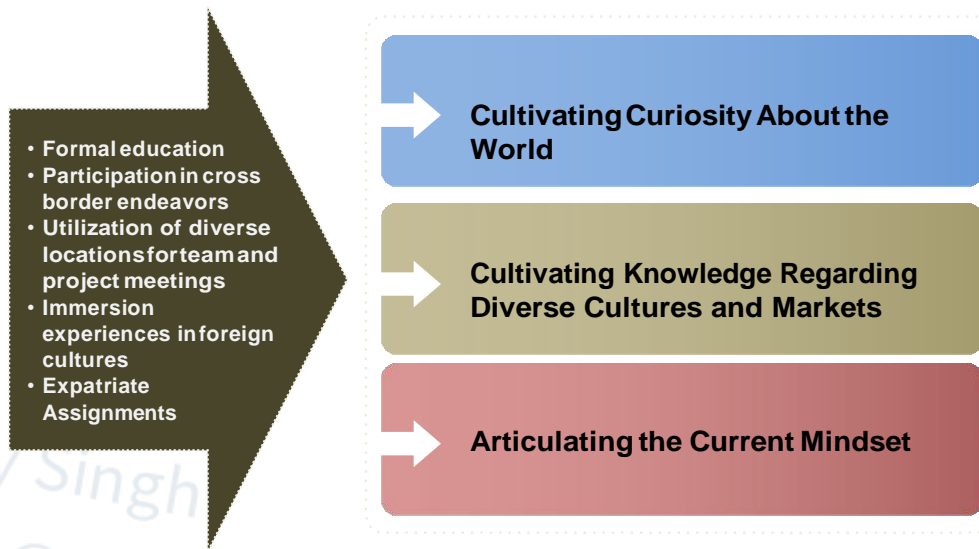 • Formal education
• Participation in cross
border endeavors
• Utilization of diverse
locations for team and
project meetings
• Immersion
experiences in foreign
cultures
• Expatriate
Assignments
Cultivating Curiosity About the
World
Cultivating Knowledge Regarding
Diverse Cultures and Markets
Articulating the Current Mindset
Singh